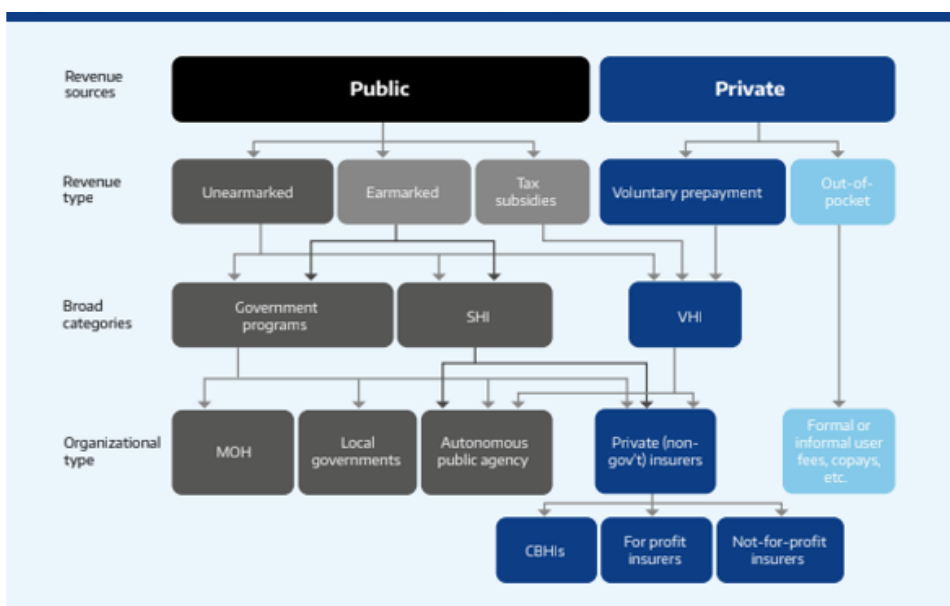 Revenue
sources
Public
Private
Revenue
type
Unearmarked
Earmarked
Tax
subsidies
Voluntary prepayment
Out-of-
pocket
Broad
categories
Government
programs
SHI
VHI
Organizational
type
MOH
Local
governments
Autonomous
public agency
Private (non-
gov't) insurers
Formal or
informal user
fees, copays,
etc.
CBHIs
For profit
insurers
Not-for-profit
insurers